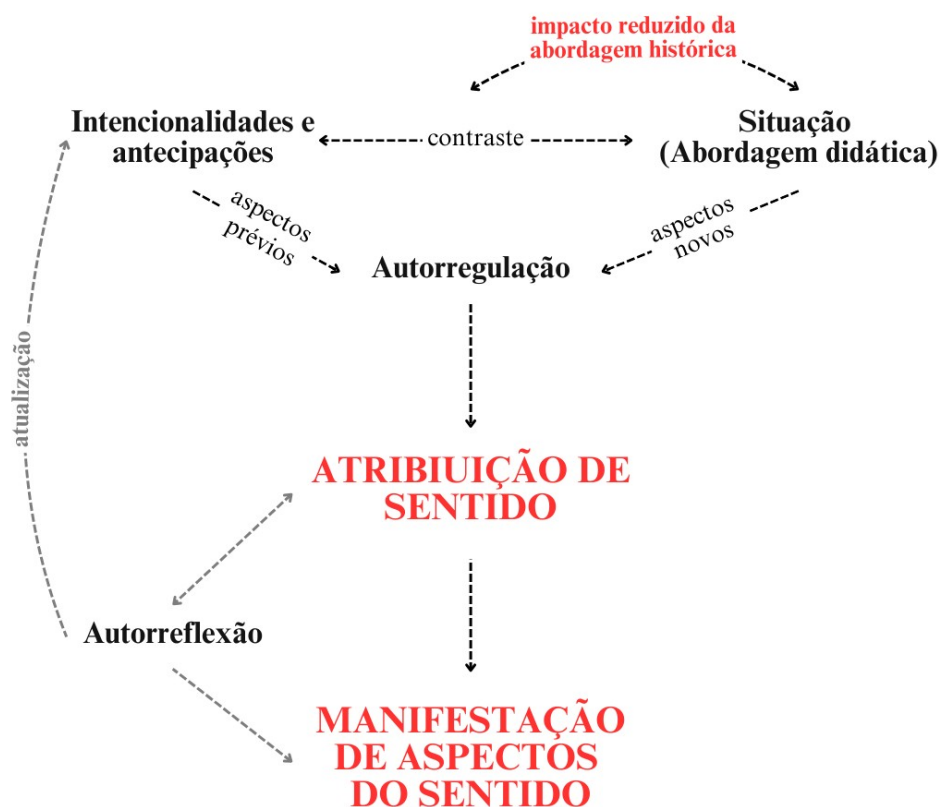 impacto reduzido da
abordagem histórica
Intencionalidades e
antecipações
contraste
Situação
(Abordagem didática)
aspectos
prévios
aspectos
novos
Autorregulação
atualização
ATRIBIUIÇÃO DE
SENTIDO
Autorreflexão
MANIFESTAÇÃO
DE ASPECTOS
DO SENTIDO